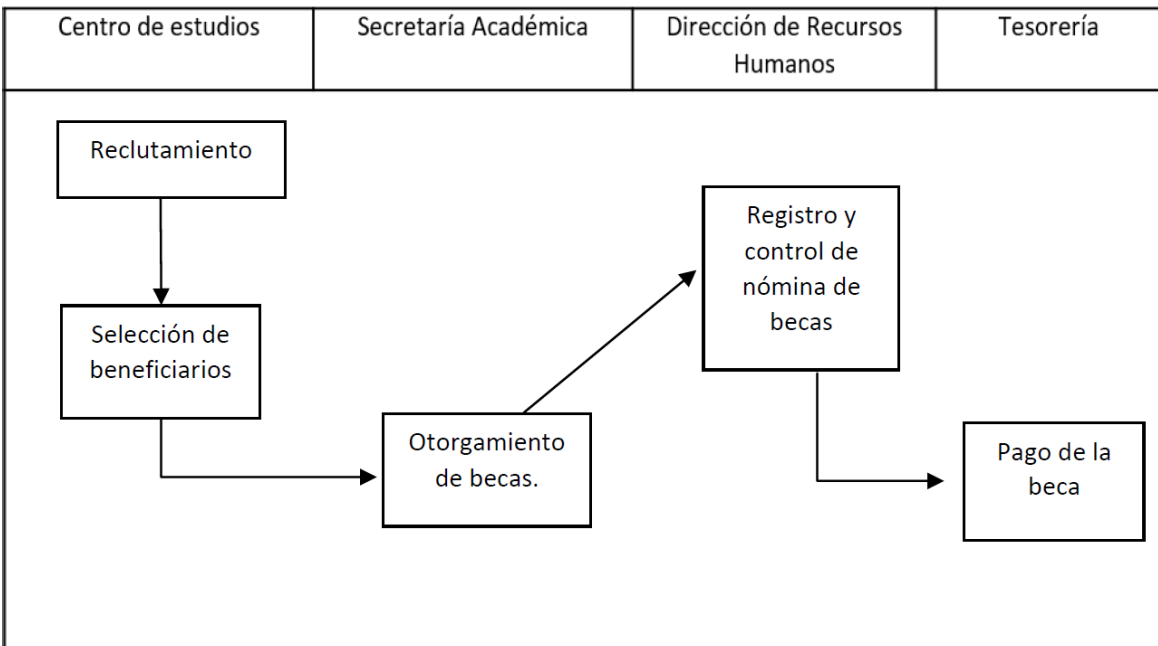 Centro de estudios
Secretaría Académica
Dirección de Recursos
Humanos
Tesorería
Reclutamiento
Selección de
beneficiarios
Otorgamiento
de becas.
Registro y
control de
nómina de
becas
Pago de la
beca